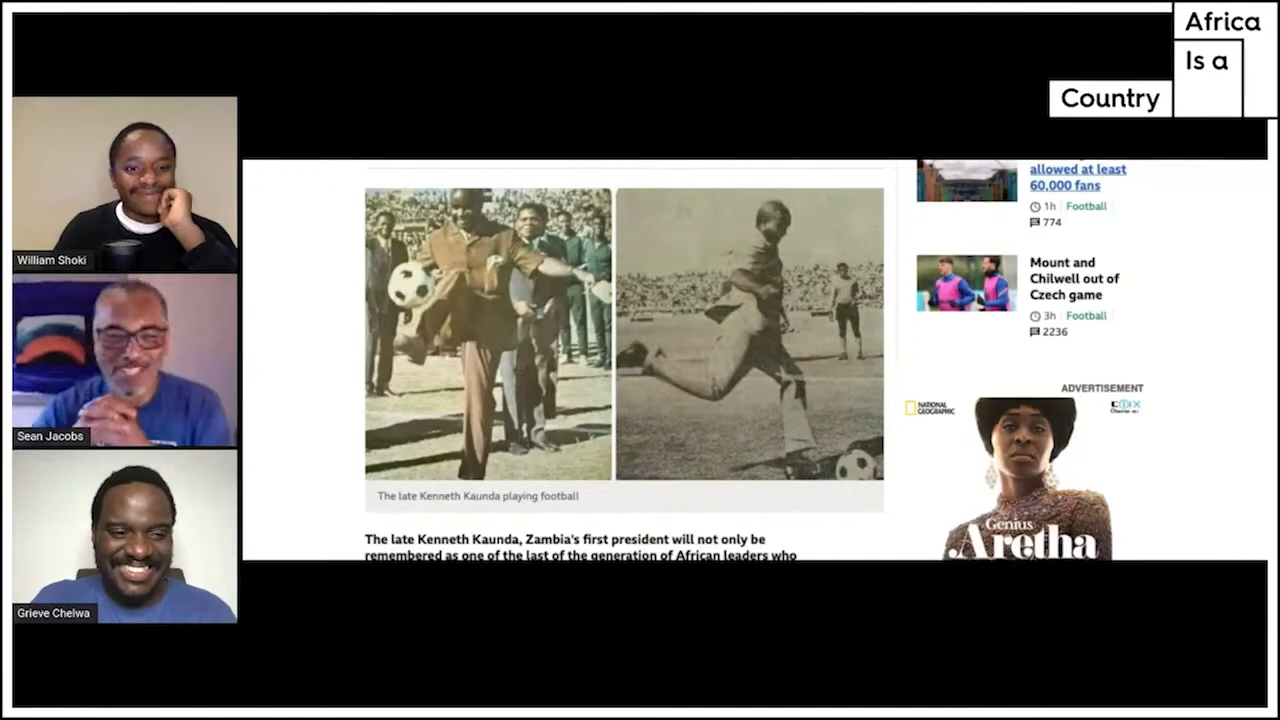 Africa
Is a
Country
William Shoki
Sean Jacobs
Grieve Chelwa
The late Kenneth Kaunda playing football
The late Kenneth Kaunda, Zambia's first president will not only be
remembered as one of the last of the generation of African leaders who
allowed at least
60,000 fans
1h Football
774
Mount and
Chilwell out of
Czech game
3h Football
2236
ADVERTISEMENT
NATIONAL
GEOGRAPHIC
Genius
Aretha